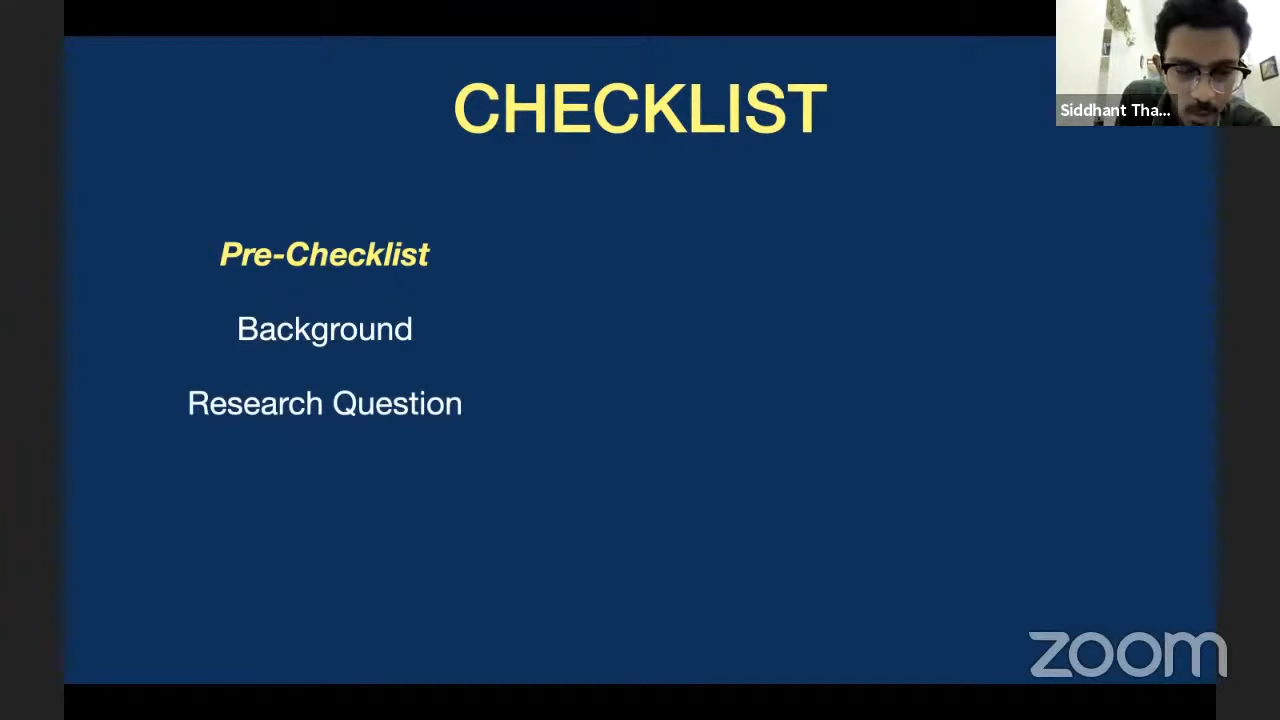 CHECKLIST
Siddhant Tha...
Pre-Checklist
Background
Research Question
zoom